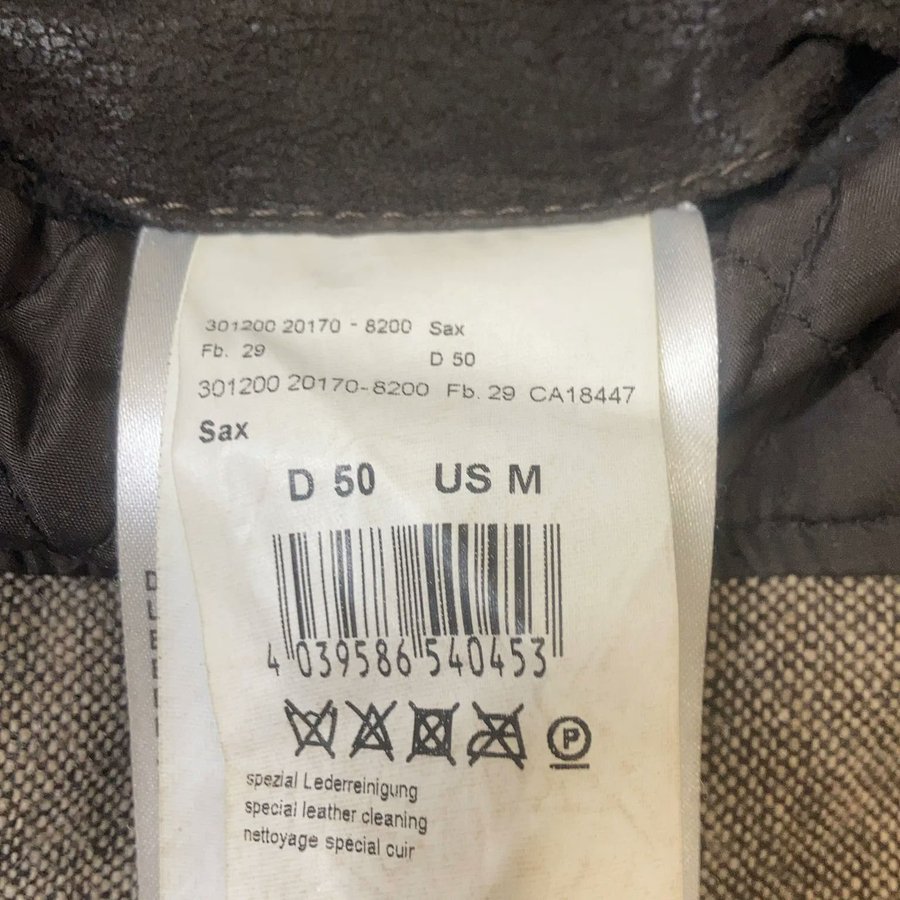 301200 20170 - 8200 Sax
Fb. 29 D 50
301200 20170-8200 Fb. 29 CA18447
Sax
D 50 US M
4 039586 540453
P
spezial Lederreinigung
special leather cleaning
nettoyage special cuir